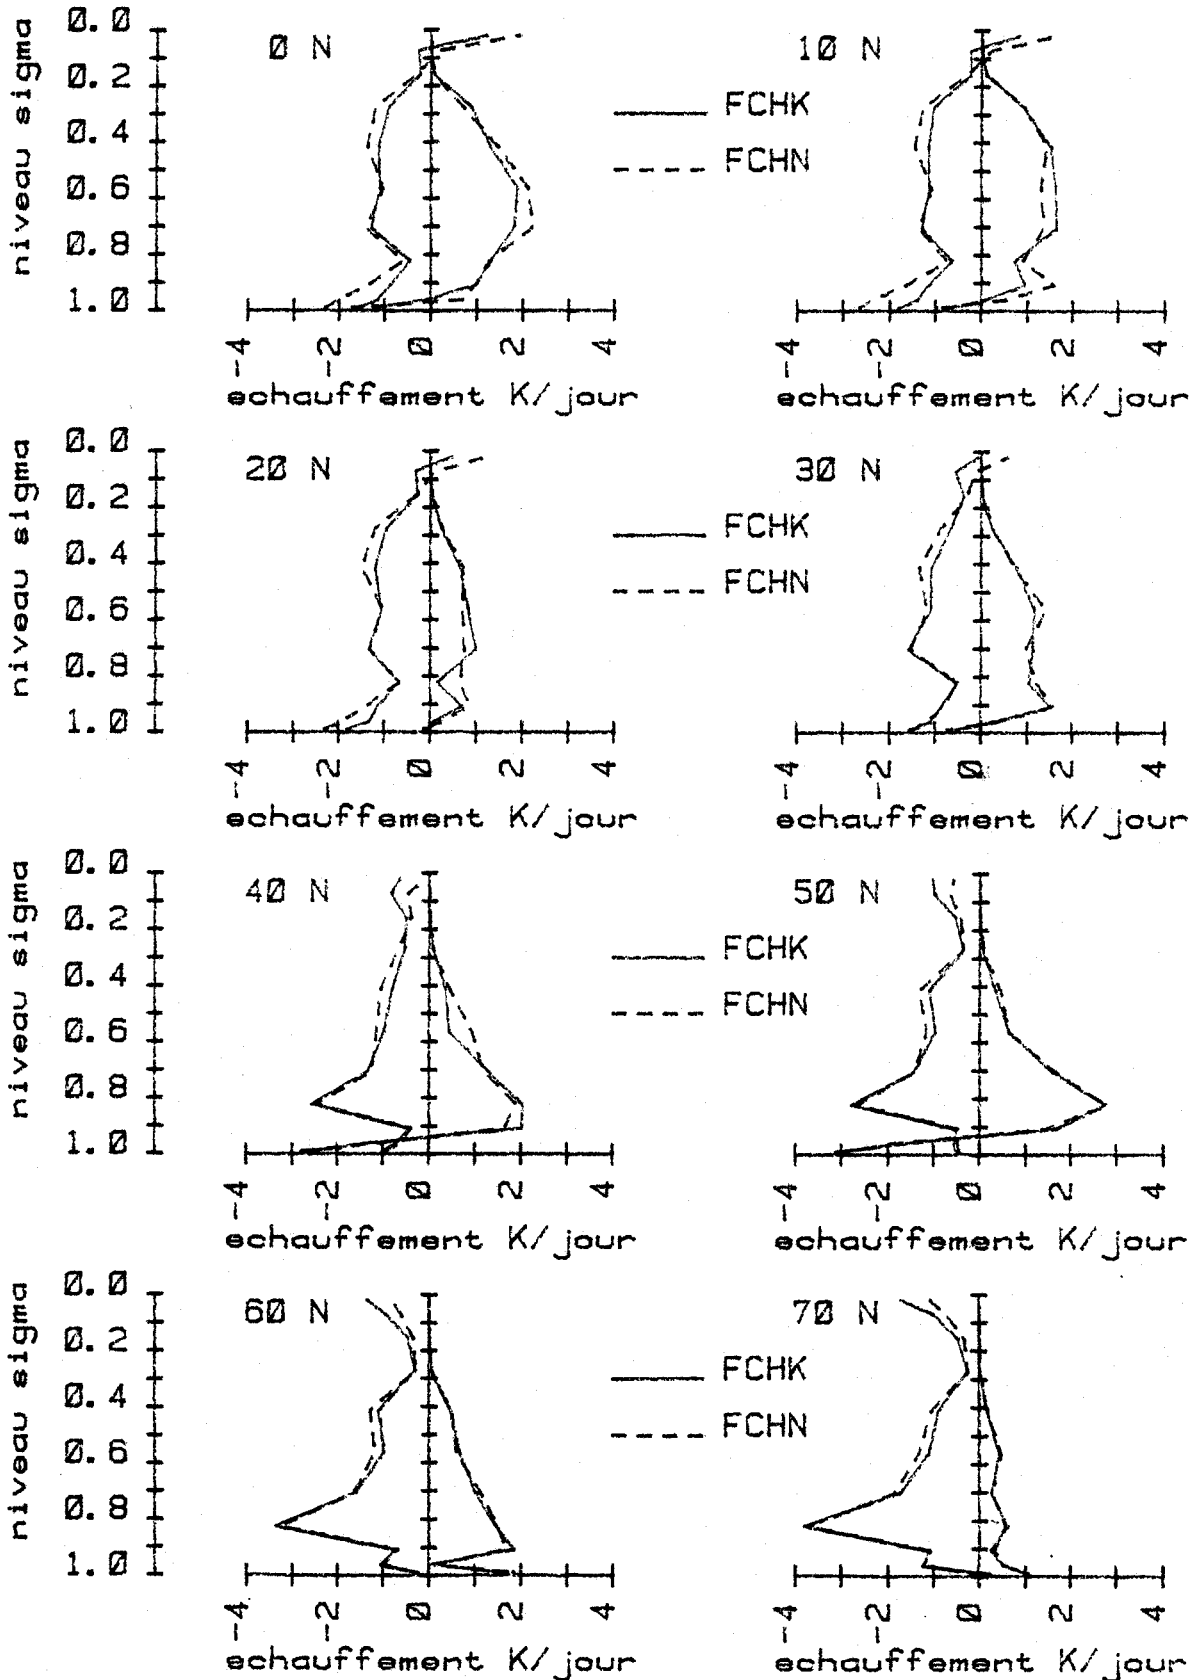 niveau sigma
0.0
0.2
0.4
0.6
0.8
1.0
0 N
-4 -2 0 2 4
echauffement K/jour
FCHK
FCHN
10 N
-4 -2 0 2 4
echauffement K/jour
niveau sigma
0.0
0.2
0.4
0.6
0.8
1.0
20 N
-4 -2 0 2 4
echauffement K/jour
FCHK
FCHN
30 N
-4 -2 0 2 4
echauffement K/jour
niveau sigma
0.0
0.2
0.4
0.6
0.8
1.0
40 N
-4 -2 0 2 4
echauffement K/jour
FCHK
FCHN
50 N
-4 -2 0 2 4
echauffement K/jour
niveau sigma
0.0
0.2
0.4
0.6
0.8
1.0
60 N
-4 -2 0 2 4
echauffement K/jour
FCHK
FCHN
70 N
-4 -2 0 2 4
echauffement K/jour